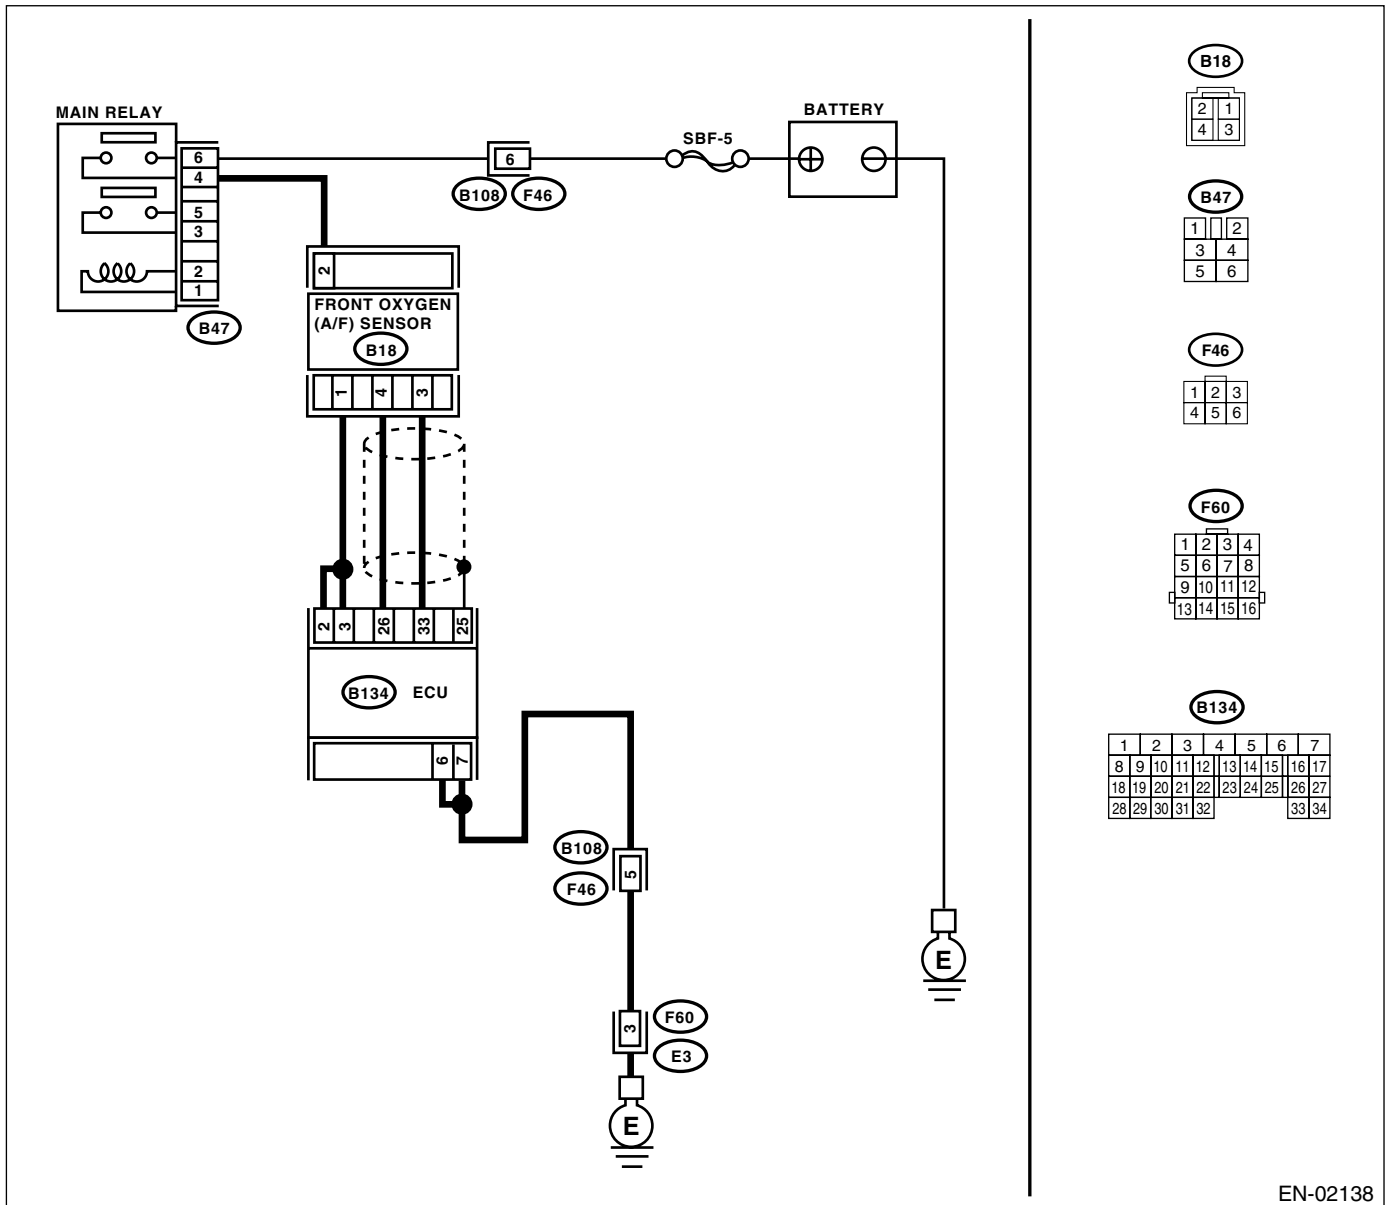 MAIN RELAY
6
4
5
3
2
1
B47
6
B108 F46
SBF-5
BATTERY
2
FRONT OXYGEN
(A/F) SENSOR
B18
1 4 3
2 3 26 33 25
B134 ECU
6 7
B108
F46
5
3
F60
E3
E
E
B18
2 1
4 3
B47
1 2
3 4
5 6
F46
1 2 3
4 5 6
F60
1 2 3 4
5 6 7 8
9 10 11 12
13 14 15 16
B134
1 2 3 4 5 6 7
8 9 10 11 12 13 14 15 16 17
18 19 20 21 22 23 24 25 26 27
28 29 30 31 32 33 34
EN-02138